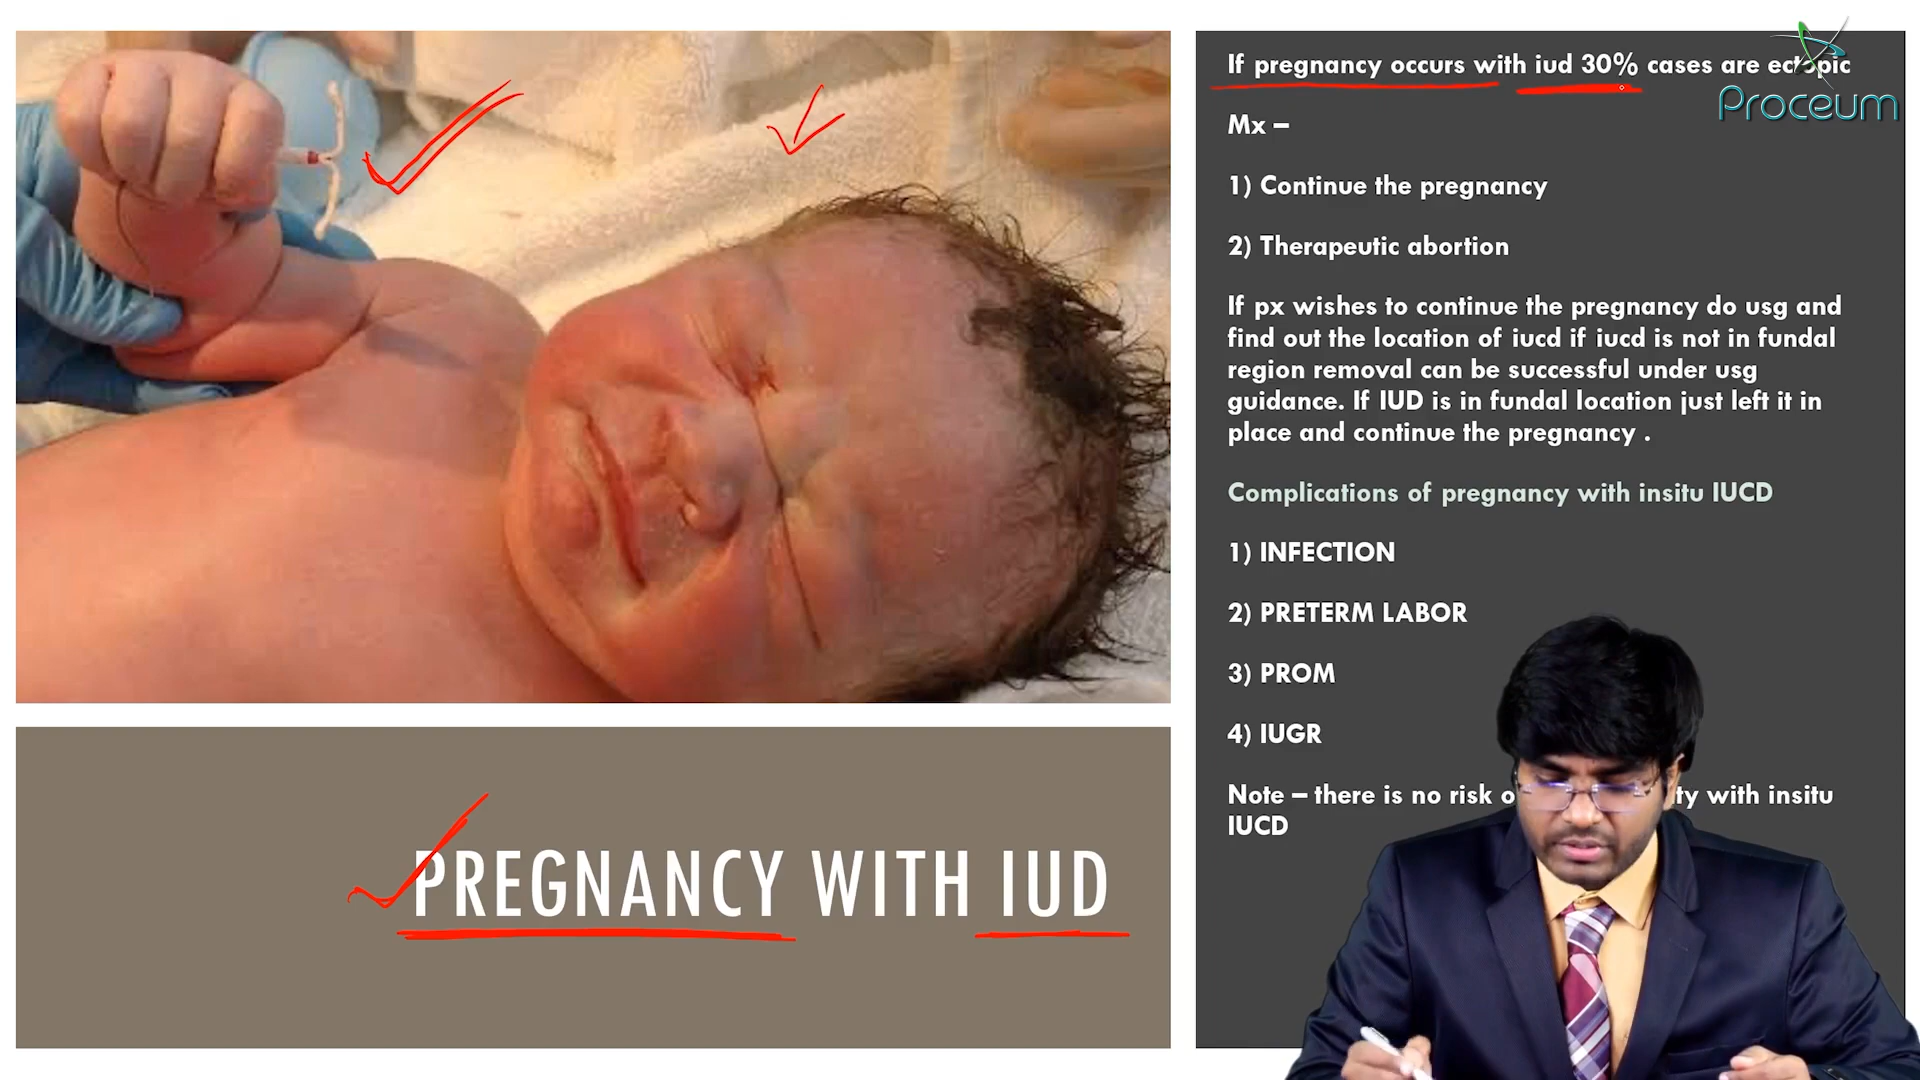 If pregnancy occurs with iud 30% cases are ectopic
Proceum
Mx –
1) Continue the pregnancy
2) Therapeutic abortion
If px wishes to continue the pregnancy do usg and
find out the location of iucd if iucd is not in fundal
region removal can be successful under usg
guidance. If IUD is in fundal location just left it in
place and continue the pregnancy .
Complications of pregnancy with insitu IUCD
1) INFECTION
2) PRETERM LABOR
3) PROM
4) IUGR
Note – there is no risk with insitu
IUCD
PREGNANCY WITH IUD